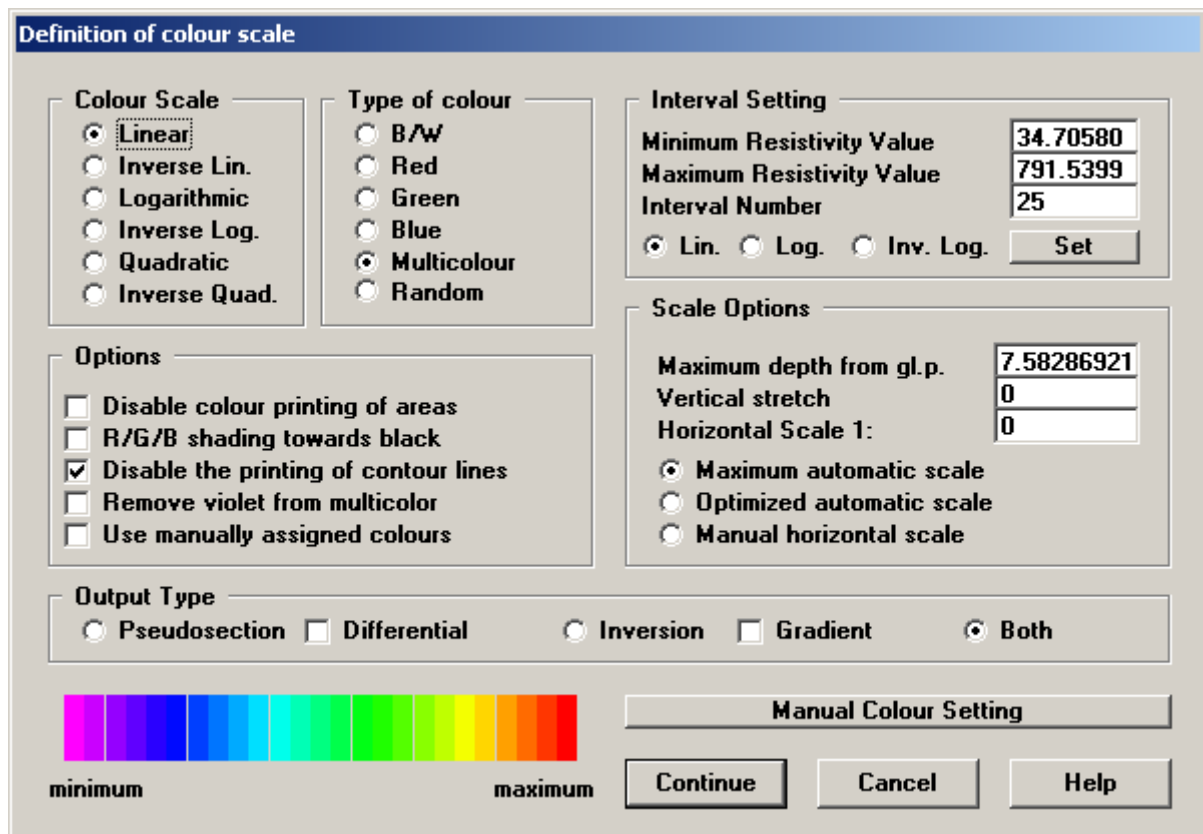 Definition of colour scale
Colour Scale
Linear
Inverse Lin.
Logarithmic
Inverse Log.
Quadratic
Inverse Quad.
Type of colour
B/W
Red
Green
Blue
Multicolour
Random
Interval Setting
Minimum Resistivity Value 34.70580
Maximum Resistivity Value 791.5399
Interval Number 25
Lin. Log. Inv. Log. Set
Options
Disable colour printing of areas
R/G/B shading towards black
Disable the printing of contour lines
Remove violet from multicolor
Use manually assigned colours
Scale Options
Maximum depth from gl.p. 7.58286921
Vertical stretch 0
Horizontal Scale 1: 0
Maximum automatic scale
Optimized automatic scale
Manual horizontal scale
Output Type
Pseudosection Differential Inversion Gradient Both
minimum maximum
Manual Colour Setting
Continue Cancel Help